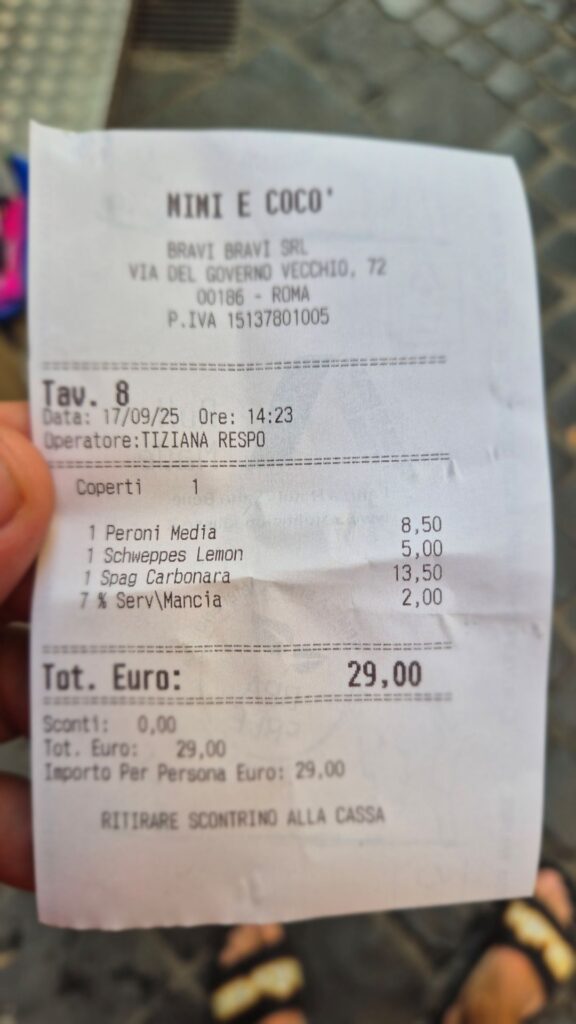 MIMI E COCO'
BRAVI BRAVI SRL
VIA DEL GOVERNO VECCHIO, 72
00186 - ROMA
P.IVA 15137801005
Tav. 8
Data: 17/09/25 Ore: 14:23
Operatore:TIZIANA RESPO
Coperti 1
1 Peroni Media 8,50
1 Schweppes Lemon 5,00
1 Spag Carbonara 13,50
7 % Serv\Mancia 2,00
Tot. Euro: 29,00
Sconti: 0,00
Tot. Euro: 29,00
Importo Per Persona Euro: 29,00
RITIRARE SCONTRINO ALLA CASSA